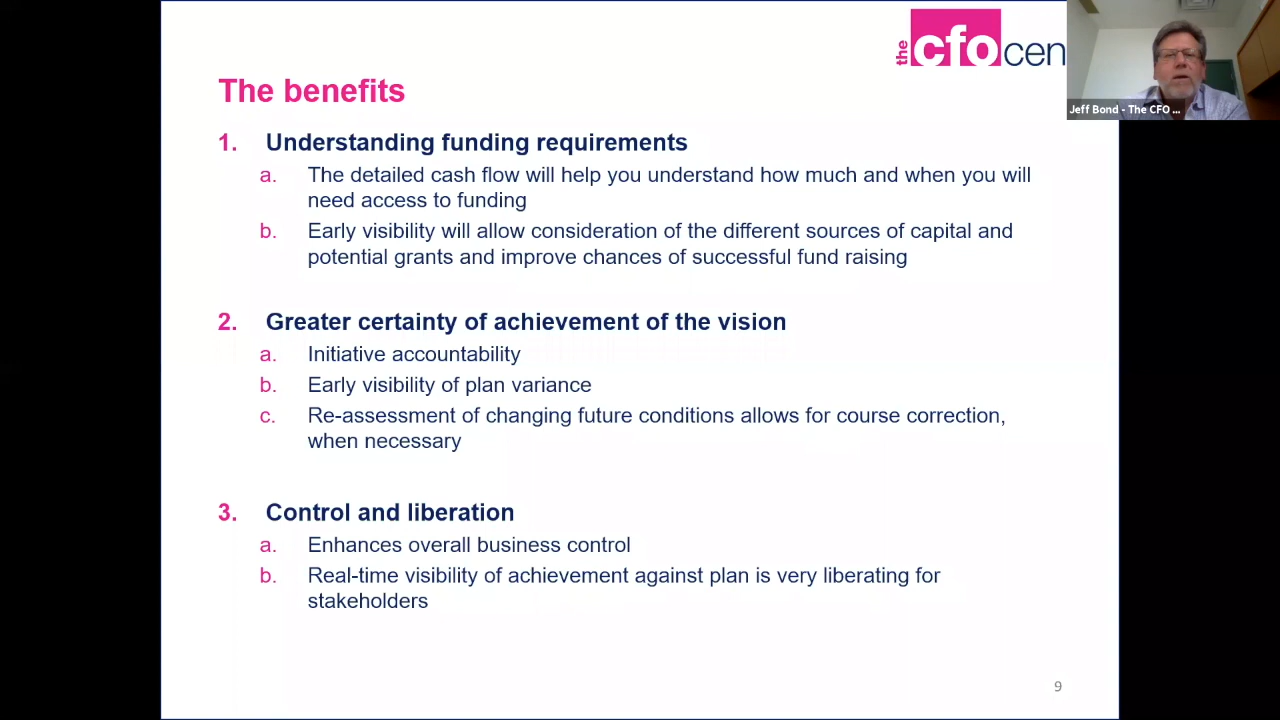 the cfo cen
Jeff Bond - The CFO ...
The benefits
1. Understanding funding requirements
a. The detailed cash flow will help you understand how much and when you will
need access to funding
b. Early visibility will allow consideration of the different sources of capital and
potential grants and improve chances of successful fund raising
2. Greater certainty of achievement of the vision
a. Initiative accountability
b. Early visibility of plan variance
c. Re-assessment of changing future conditions allows for course correction,
when necessary
3. Control and liberation
a. Enhances overall business control
b. Real-time visibility of achievement against plan is very liberating for
stakeholders
9